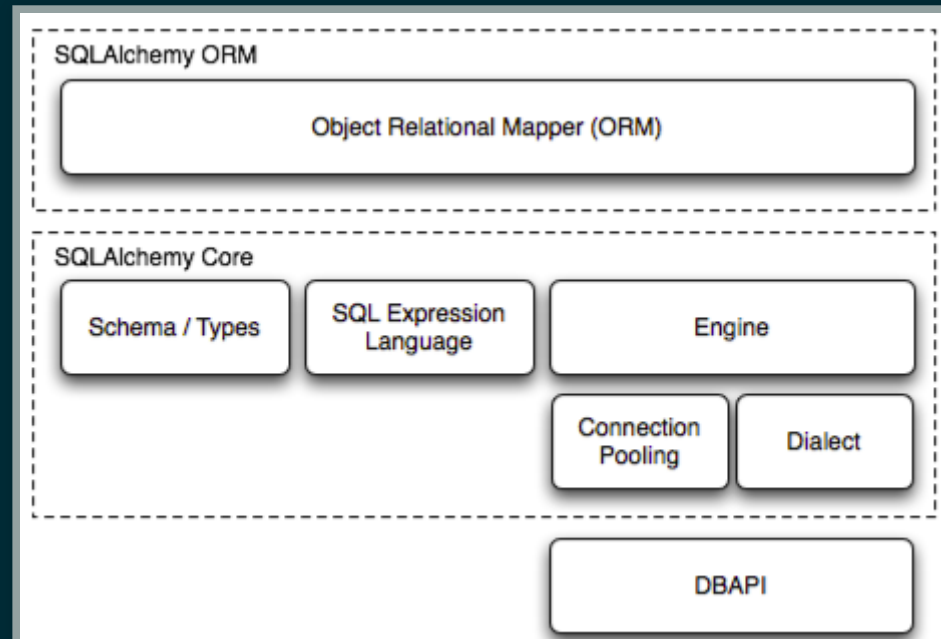 SQLAlchemy ORM
Object Relational Mapper (ORM)
SQLAlchemy Core
Schema / Types
SQL Expression
Language
Engine
Connection
Pooling
Dialect
DBAPI